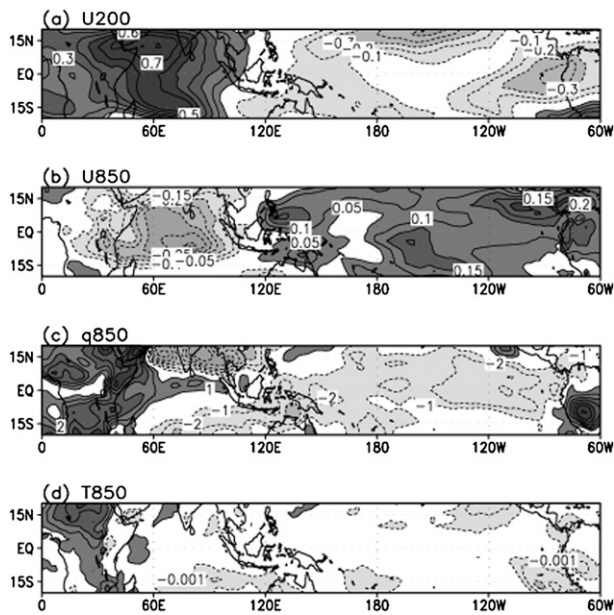 (a) U200
15N
EQ
15S
0.6
0.3
0.7
0.5
-0.1
-0.1
-0.2
-0.3
0 60E 120E 180 120W 60W
(b) U850
15N
EQ
15S
-0.15
-0.05
0.05
0.1
0.1
0.05
0.15
0.2
0.15
0 60E 120E 180 120W 60W
(c) q850
15N
EQ
15S
2
1
-1
-2
-2
-2
-1
-1
0 60E 120E 180 120W 60W
(d) T850
15N
EQ
15S
-0.001
-0.001
0 60E 120E 180 120W 60W